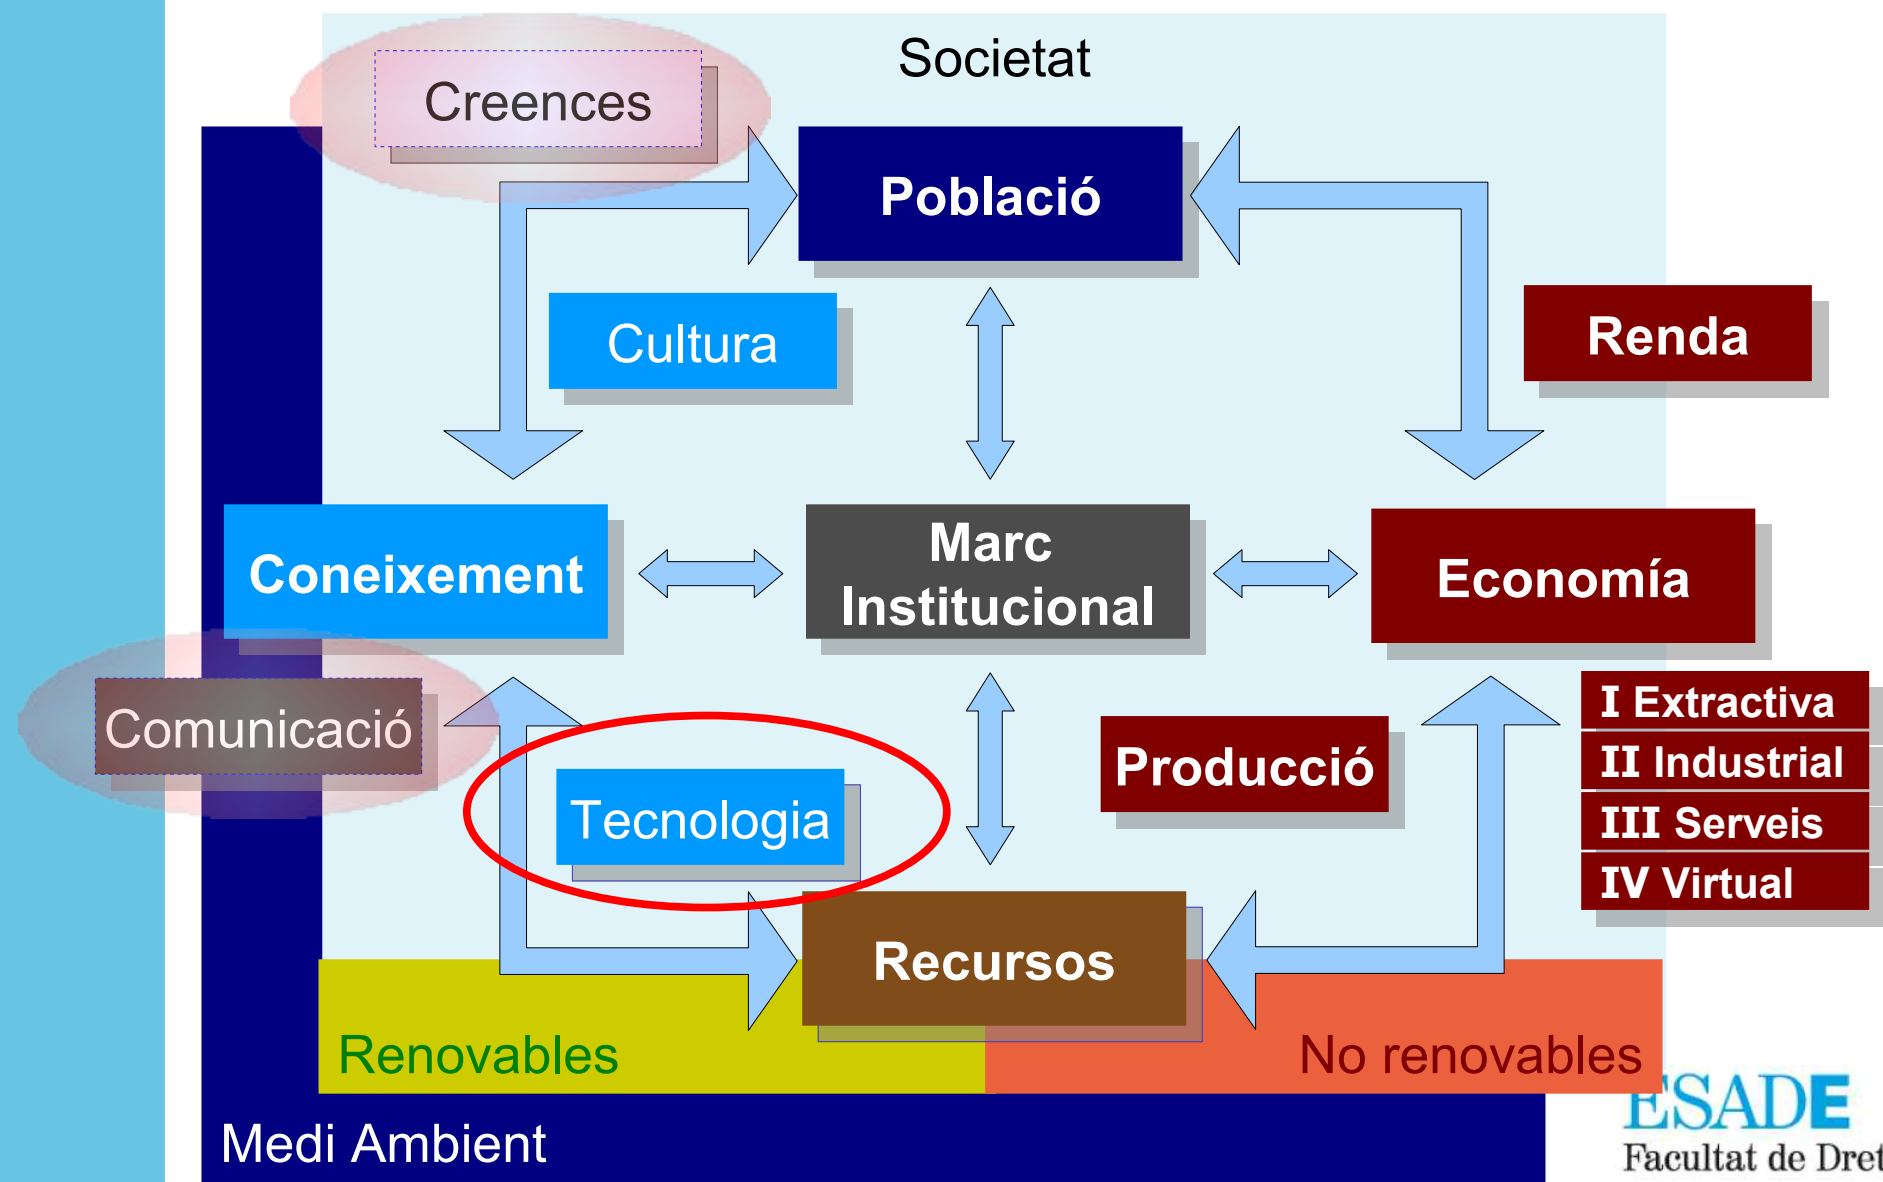 Societat
Creences
Població
Cultura
Renda
Coneixement
Marc
Institucional
Economía
Comunicació
Tecnologia
Producció
I Extractiva
II Industrial
III Serveis
IV Virtual
Recursos
Renovables
No renovables
Medi Ambient
ESADE
Facultat de Dret